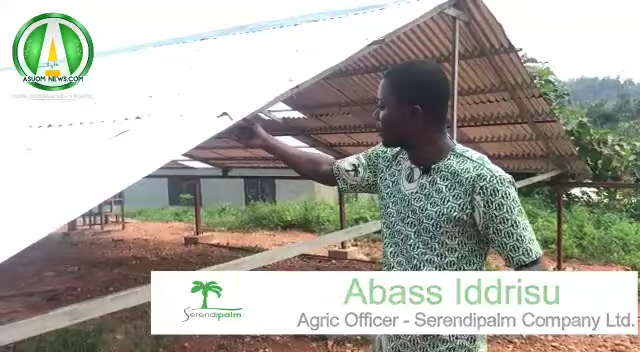 ASUOM NEWS.COM
Serendipalm
Abass Iddrisu
Agric Officer - Serendipalm Company Ltd.